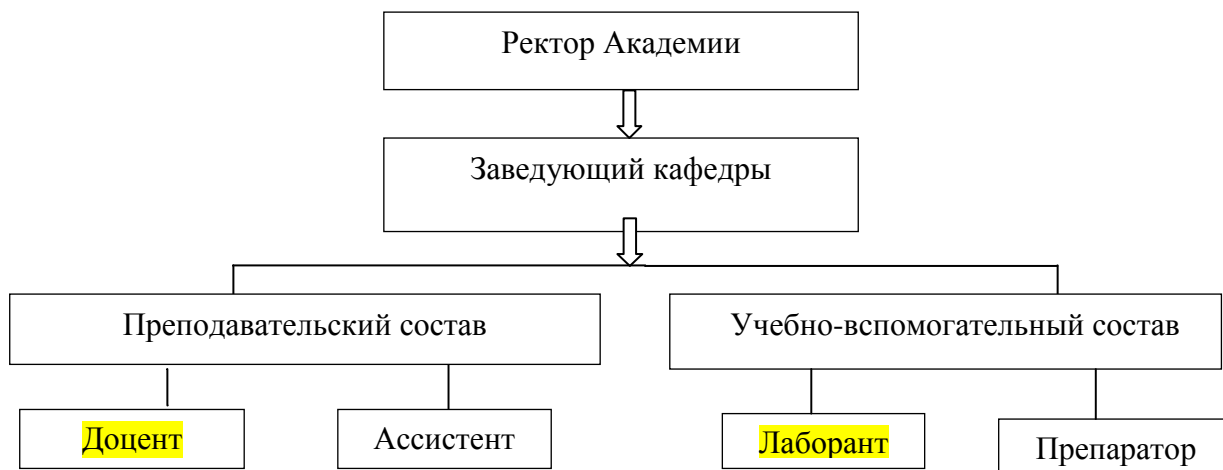 Ректор Академии
Заведующий кафедры
Преподавательский состав
Учебно-вспомогательный состав
Доцент
Ассистент
Лаборант
Препаратор